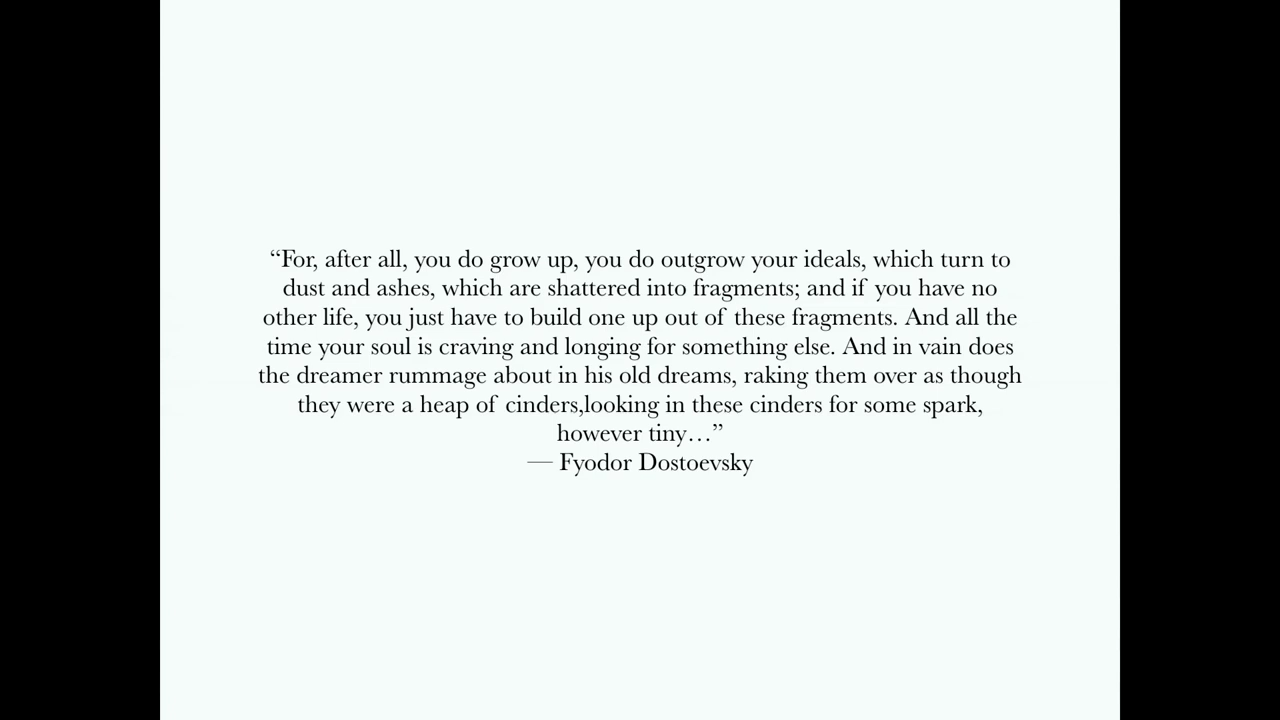 “For, after all, you do grow up, you do outgrow your ideals, which turn to
dust and ashes, which are shattered into fragments; and if you have no
other life, you just have to build one up out of these fragments. And all the
time your soul is craving and longing for something else. And in vain does
the dreamer rummage about in his old dreams, raking them over as though
they were a heap of cinders,looking in these cinders for some spark,
however tiny…”
— Fyodor Dostoevsky